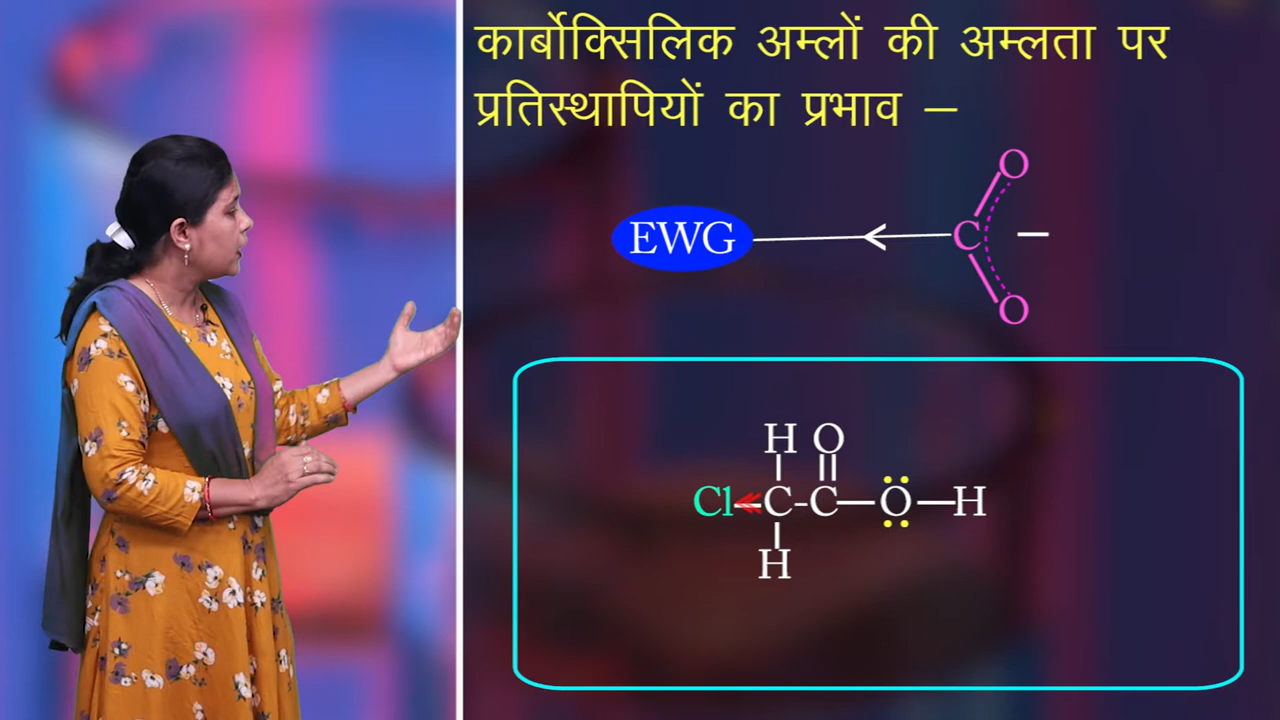 कार्बोक्सिलिक अम्लों की अम्लता पर
प्रतिस्थापियों का प्रभाव –
O
EWG C –
O
H O
Cl C C O H
H